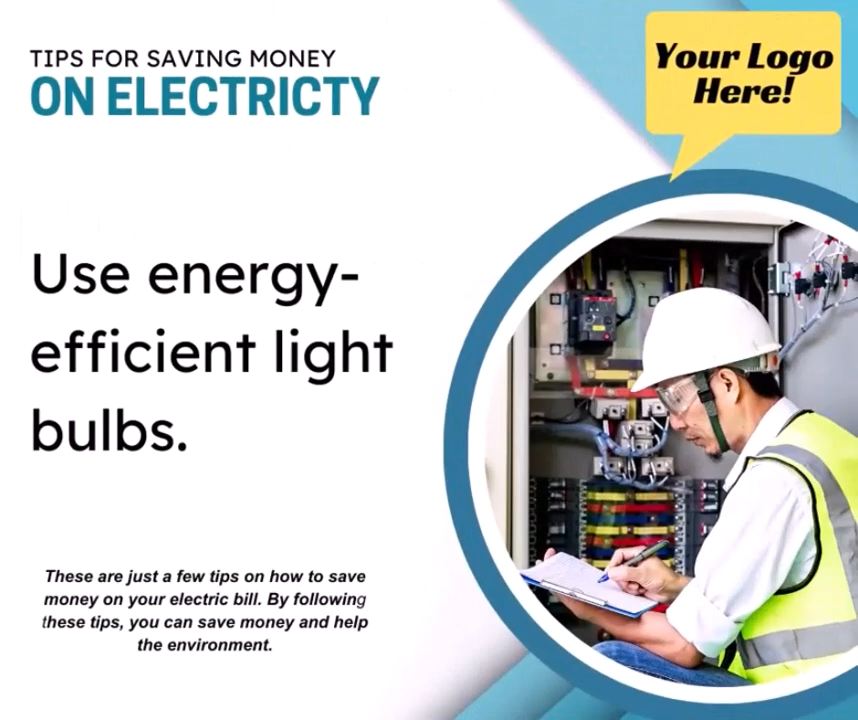 TIPS FOR SAVING MONEY
ON ELECTRICTY
Your Logo
Here!
Use energy-
efficient light
bulbs.
These are just a few tips on how to save
money on your electric bill. By following
these tips, you can save money and help
the environment.